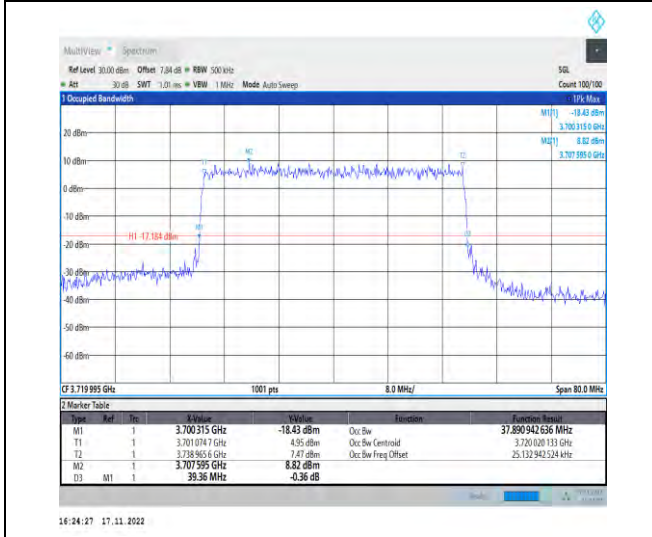 MultiView Spectrum
Ref Level 30.00 dBm Offset 7.84 dB RBW 500 kHz SGL
Att 30 dB SWT 1.01 ms VBW 1 MHz Mode Auto Sweep Count 100/100
1 Occupied Bandwidth 1Pk Max
M1[1] -18.43 dBm
3.700 315 0 GHz
20 dBm M2[1] 8.82 dBm
3.707 595 0 GHz
M2
10 dBm
T1 T2
0 dBm
-10 dBm
M1
H1 -17.184 dBm
-20 dBm
-30 dBm
-40 dBm
-50 dBm
-60 dBm
CF 3.719 995 GHz 1001 pts 8.0 MHz/ Span 80.0 MHz
2 Marker Table
Type Ref Trc X-Value Y-Value Function Function Result
M1 1 3.700 315 GHz -18.43 dBm Occ Bw 37.890 942 636 MHz
T1 1 3.701 074 7 GHz 4.95 dBm Occ Bw Centroid 3.720 020 133 GHz
T2 1 3.738 965 6 GHz 7.47 dBm Occ Bw Freq Offset 25.132 942 524 kHz
M2 1 3.707 595 GHz 8.82 dBm
D3 M1 1 39.36 MHz -0.36 dB
16:24:27 17.11.2022